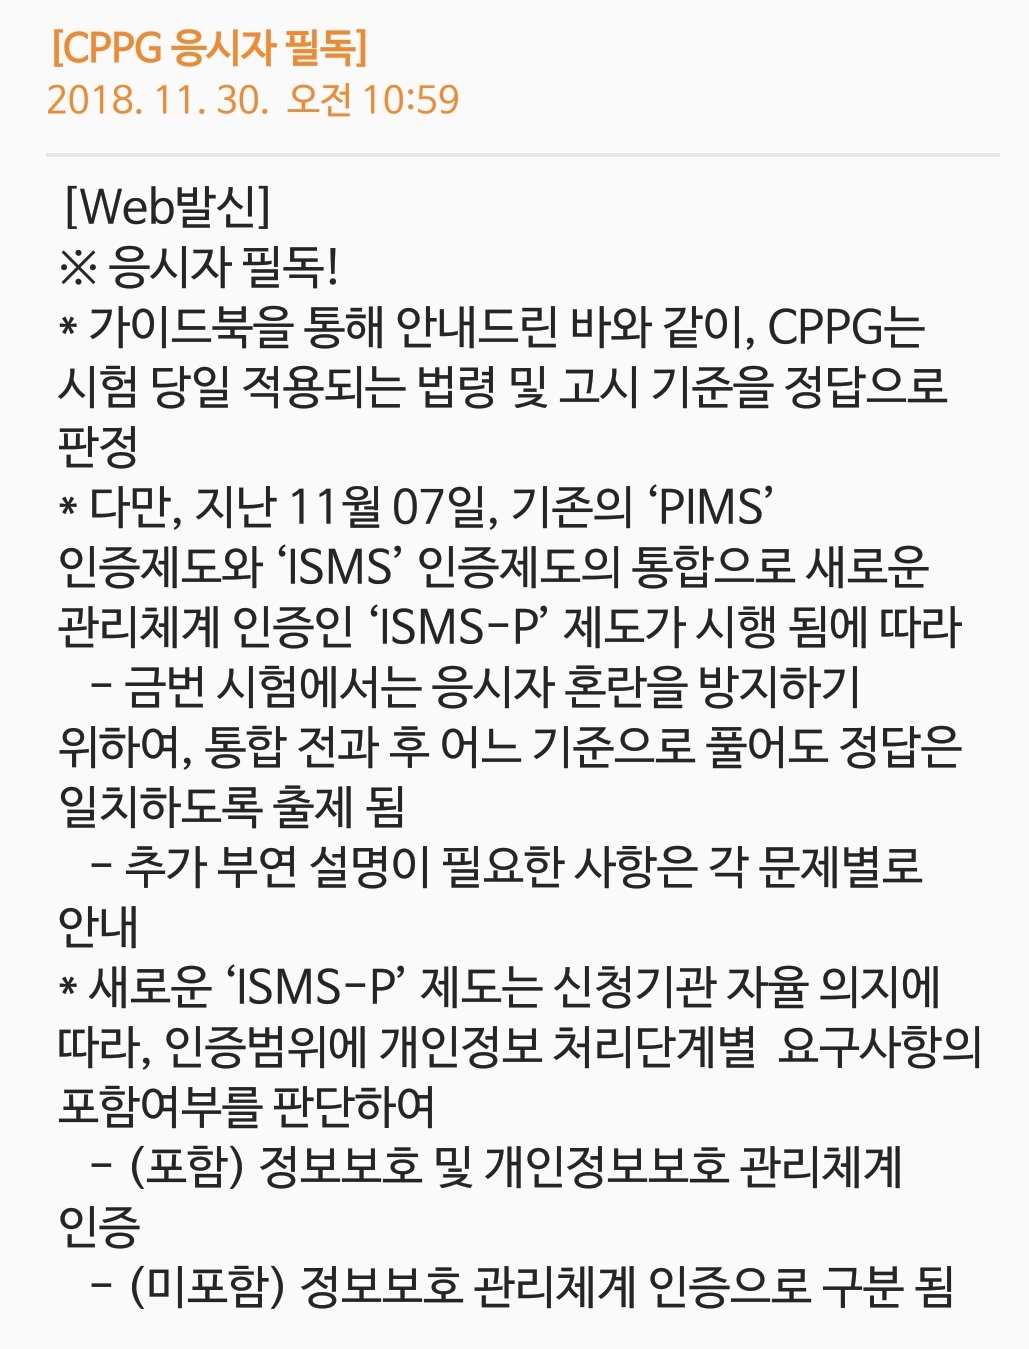 [CPPG 응시자 필독]
2018. 11. 30. 오전 10:59
[Web발신]
※ 응시자 필독!
* 가이드북을 통해 안내드린 바와 같이, CPPG는
시험 당일 적용되는 법령 및 고시 기준을 정답으로
판정
* 다만, 지난 11월 07일, 기존의 ‘PIMS’
인증제도와 ‘ISMS’ 인증제도의 통합으로 새로운
관리체계 인증인 ‘ISMS-P’ 제도가 시행 됨에 따라
- 금번 시험에서는 응시자 혼란을 방지하기
위하여, 통합 전과 후 어느 기준으로 풀어도 정답은
일치하도록 출제 됨
- 추가 부연 설명이 필요한 사항은 각 문제별로
안내
* 새로운 ‘ISMS-P’ 제도는 신청기관 자율 의지에
따라, 인증범위에 개인정보 처리단계별 요구사항의
포함여부를 판단하여
- (포함) 정보보호 및 개인정보보호 관리체계
인증
- (미포함) 정보보호 관리체계 인증으로 구분 됨